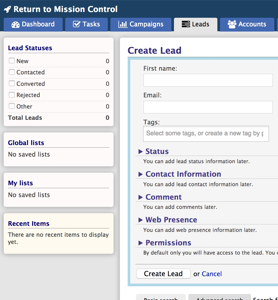 Return to Mission Control
Dashboard
Tasks
Campaigns
Leads
Accounts
Lead Statuses
New 0
Contacted 0
Converted 0
Rejected 0
Other 0
Total Leads 0
Global lists
No saved lists
My lists
No saved lists
Recent Items
There are no recent items to display
yet.
Create Lead
First name:
Email:
Tags:
Select some tags, or create a new tag by
Status
You can add lead status information later.
Contact Information
You can add lead contact information later.
Comment
You can add comments later.
Web Presence
You can add web presence information later.
Permissions
By default only you will have access to the lead. You
Create Lead or Cancel
Basic search
Advanced search